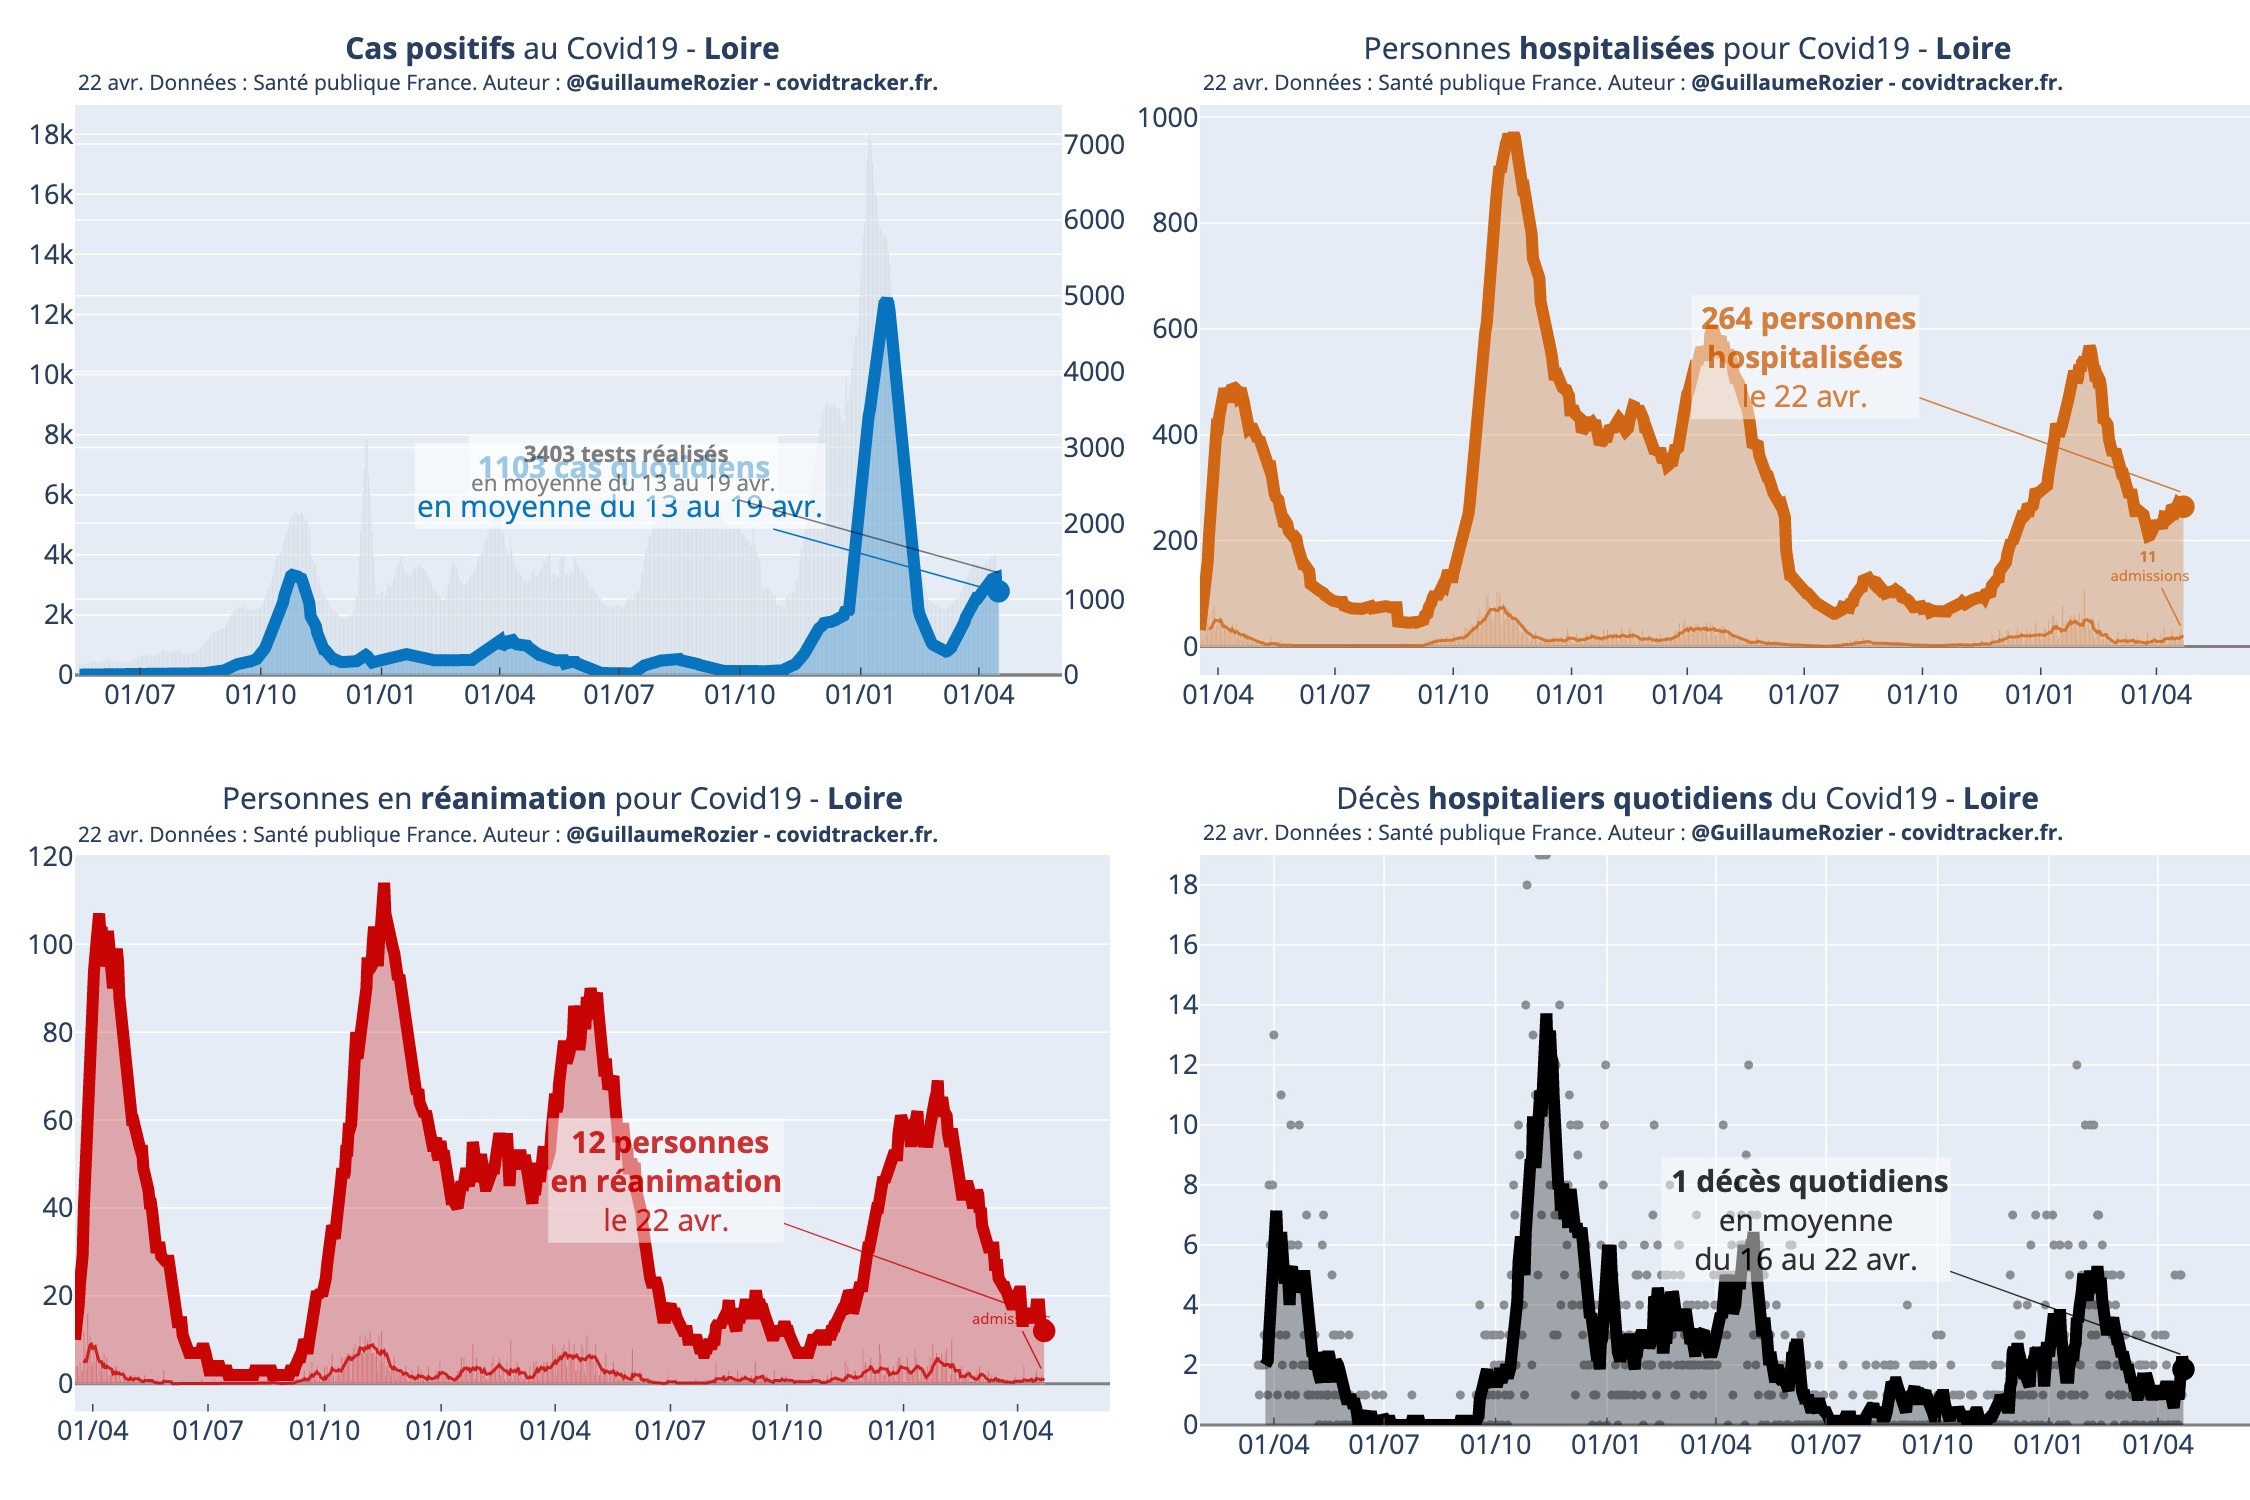 Cas positifs au Covid19 - Loire
22 avr. Données : Santé publique France. Auteur : @GuillaumeRozier - covidtracker.fr.
18k
16k
14k
12k
10k
8k
6k
4k
2k
0
7000
6000
5000
4000
3000
2000
1000
0
3403 tests réalisés
en moyenne du 13 au 19 avr.
1103 cas quotidiens
en moyenne du 13 au 19 avr.
01/07 01/10 01/01 01/04 01/07 01/10 01/01 01/04
Personnes hospitalisées pour Covid19 - Loire
22 avr. Données : Santé publique France. Auteur : @GuillaumeRozier - covidtracker.fr.
1000
800
600
400
200
0
264 personnes
hospitalisées
le 22 avr.
11
admissions
01/04 01/07 01/10 01/01 01/04 01/07 01/10 01/01 01/04
Personnes en réanimation pour Covid19 - Loire
22 avr. Données : Santé publique France. Auteur : @GuillaumeRozier - covidtracker.fr.
120
100
80
60
40
20
0
12 personnes
en réanimation
le 22 avr.
01/04 01/07 01/10 01/01 01/04 01/07 01/10 01/01 01/04
Décès hospitaliers quotidiens du Covid19 - Loire
22 avr. Données : Santé publique France. Auteur : @GuillaumeRozier - covidtracker.fr.
18
16
14
12
10
8
6
4
2
0
1 décès quotidiens
en moyenne
du 16 au 22 avr.
01/04 01/07 01/10 01/01 01/04 01/07 01/10 01/01 01/04